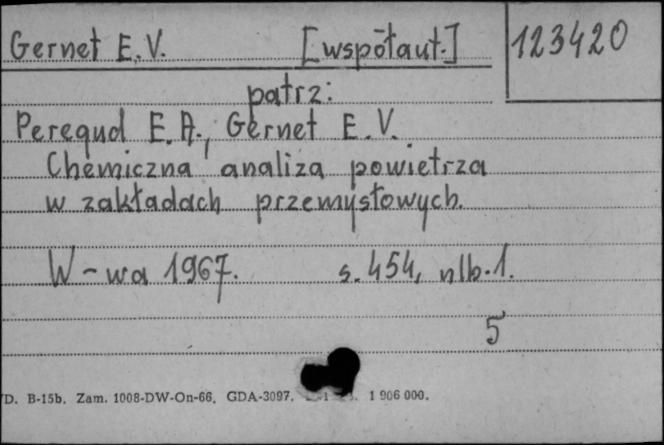 Gernet E.V. [współaut.] 123420
patrz:
Peregud E.A., Gernet E.V.
Chemiczna analiza powietrza
w zakładach przemysłowych.
W-wa 1967. s. 454, nlb. 1.
5
D. B-15b. Zam. 1008-DW-On-66. GDA-3097. 1 906 000.